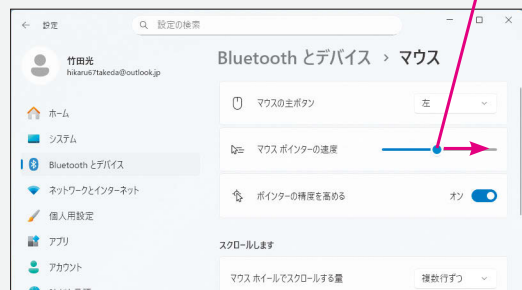 設定
設定の検索
竹田光
hikaru67takeda@outlook.jp
Bluetooth とデバイス › マウス
ホーム
システム
Bluetooth とデバイス
ネットワークとインターネット
個人用設定
アプリ
アカウント
マウスの主ボタン
左
マウス ポインターの速度
ポインターの精度を高める
オン
スクロールします
マウス ホイールでスクロールする量
複数行ずつ